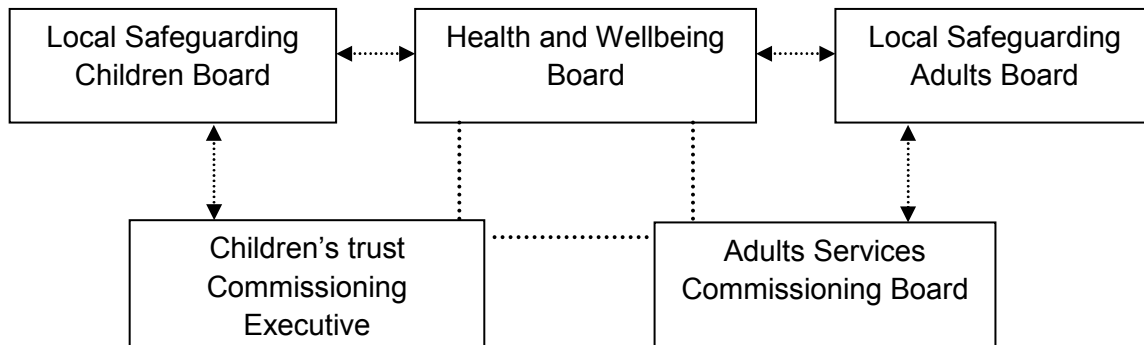 Local Safeguarding
Children Board
Health and Wellbeing
Board
Local Safeguarding
Adults Board
Children’s trust
Commissioning
Executive
Adults Services
Commissioning Board